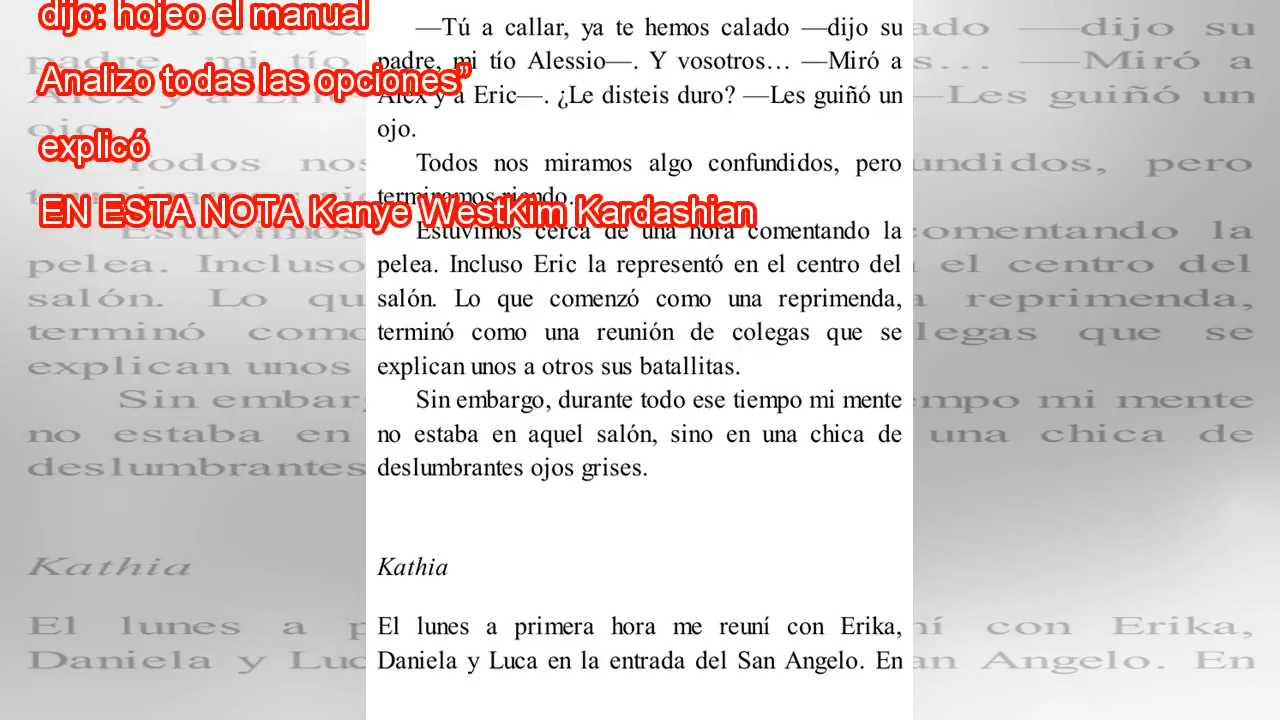 dijo: hojeo el manual
Analizo todas las opciones”
explicó
EN ESTA NOTA Kanye WestKim Kardashian
—Tú a callar, ya te hemos calado —dijo su
padre, mi tío Alessio—. Y vosotros… —Miró a
Alex y a Eric—. ¿Le disteis duro? —Les guiñó un
ojo.
Todos nos miramos algo confundidos, pero
terminamos riendo.
Estuvimos cerca de una hora comentando la
pelea. Incluso Eric la representó en el centro del
salón. Lo que comenzó como una reprimenda,
terminó como una reunión de colegas que se
explican unos a otros sus batallitas.
Sin embargo, durante todo ese tiempo mi mente
no estaba en aquel salón, sino en una chica de
deslumbrantes ojos grises.
Kathia
El lunes a primera hora me reuní con Erika,
Daniela y Luca en la entrada del San Angelo. En